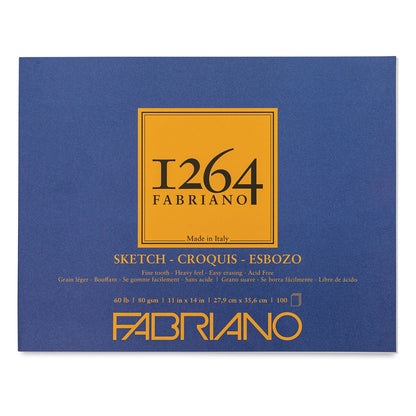 1264
FABRIANO
Made in Italy
SKETCH - CROQUIS - ESBOZO
Fine tooth - Heavy feel - Easy erasing - Acid Free
Grain léger - Bouffant - Se gomme facilement - Sans acide | Grano suave - Se borra fácilmente - Libre de ácido
60 lb | 80 gsm | 11 in x 14 in | 27,9 cm x 35,6 cm | 100
FABRIANO